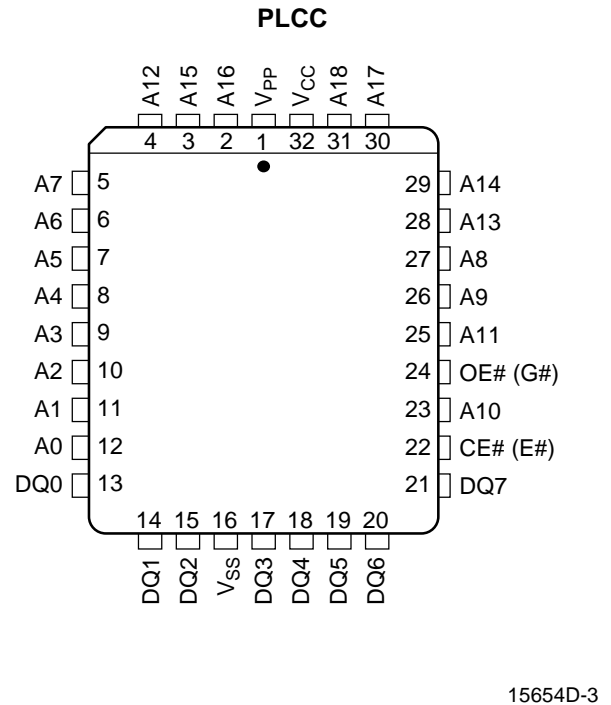 PLCC
A12 A15 A16 VPP VCC A18 A17
4 3 2 1 32 31 30
A7 5 29 A14
A6 6 28 A13
A5 7 27 A8
A4 8 26 A9
A3 9 25 A11
A2 10 24 OE# (G#)
A1 11 23 A10
A0 12 22 CE# (E#)
DQ0 13 21 DQ7
14 15 16 17 18 19 20
DQ1 DQ2 VSS DQ3 DQ4 DQ5 DQ6
15654D-3